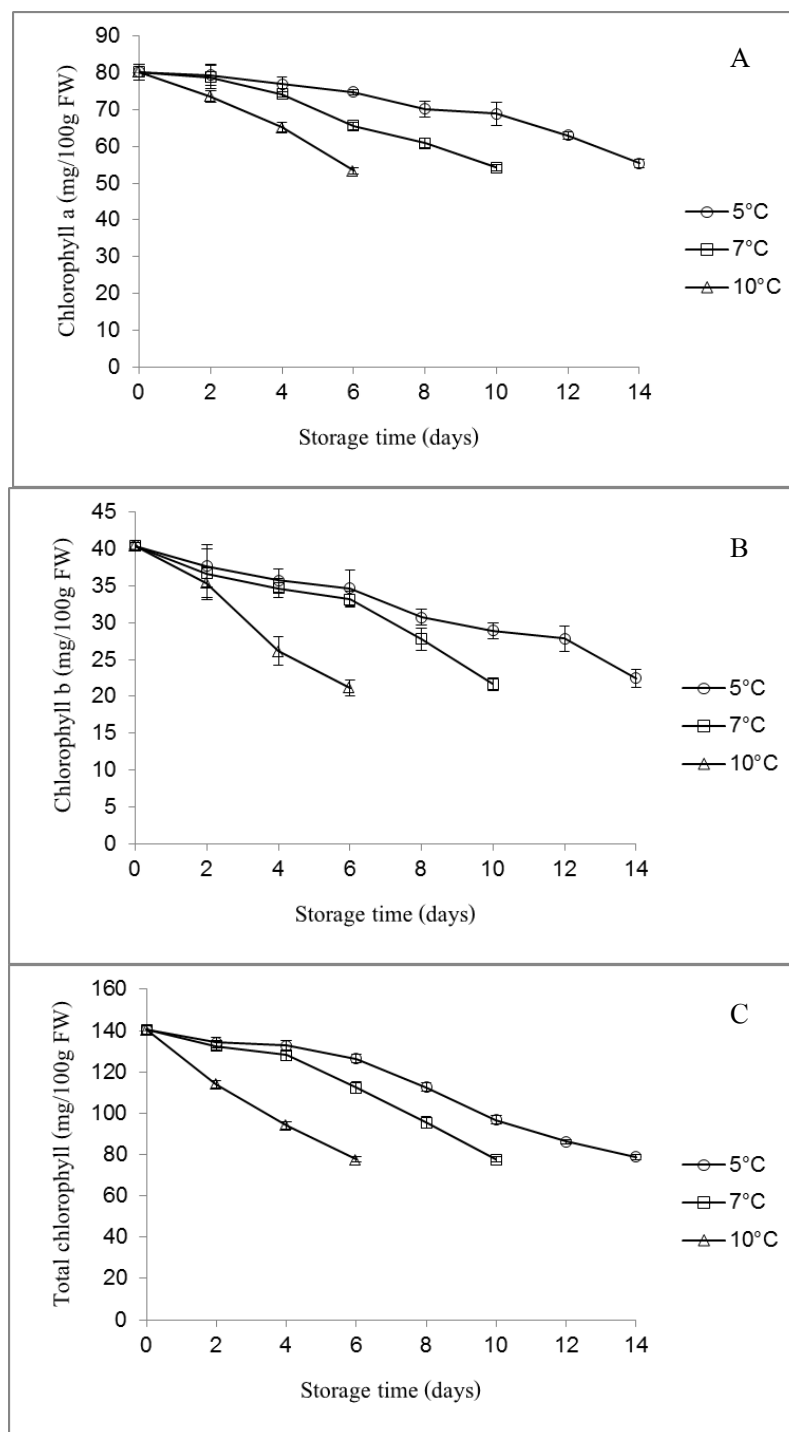 A
Chlorophyll a (mg/100g FW)
90
80
70
60
50
40
30
20
10
0
0 2 4 6 8 10 12 14
Storage time (days)
5°C
7°C
10°C
B
Chlorophyll b (mg/100g FW)
45
40
35
30
25
20
15
10
5
0
0 2 4 6 8 10 12 14
Storage time (days)
5°C
7°C
10°C
C
Total chlorophyll (mg/100g FW)
160
140
120
100
80
60
40
20
0
0 2 4 6 8 10 12 14
Storage time (days)
5°C
7°C
10°C